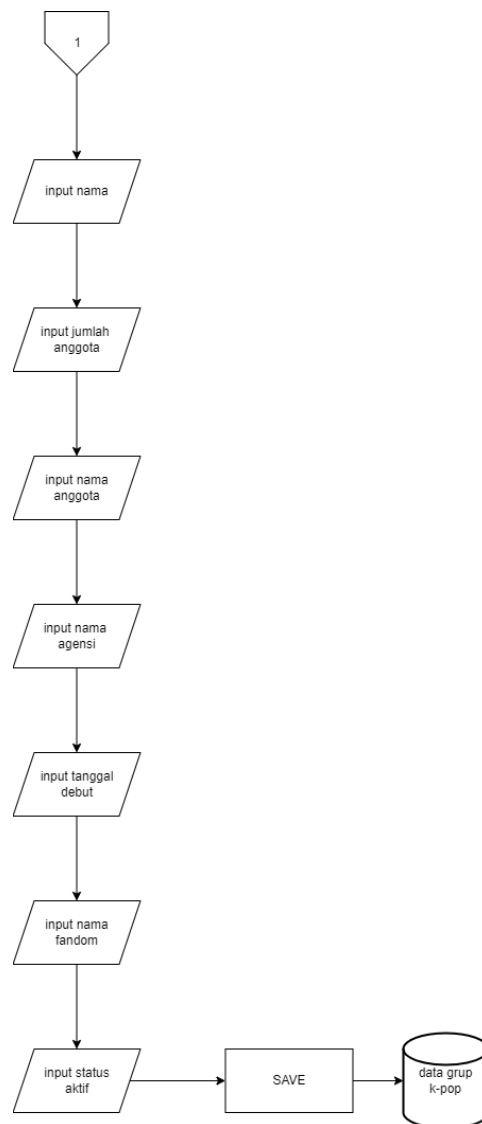 1
input nama
input jumlah
anggota
input nama
anggota
input nama
agensi
input tanggal
debut
input nama
fandom
input status
aktif
SAVE
data grup
k-pop